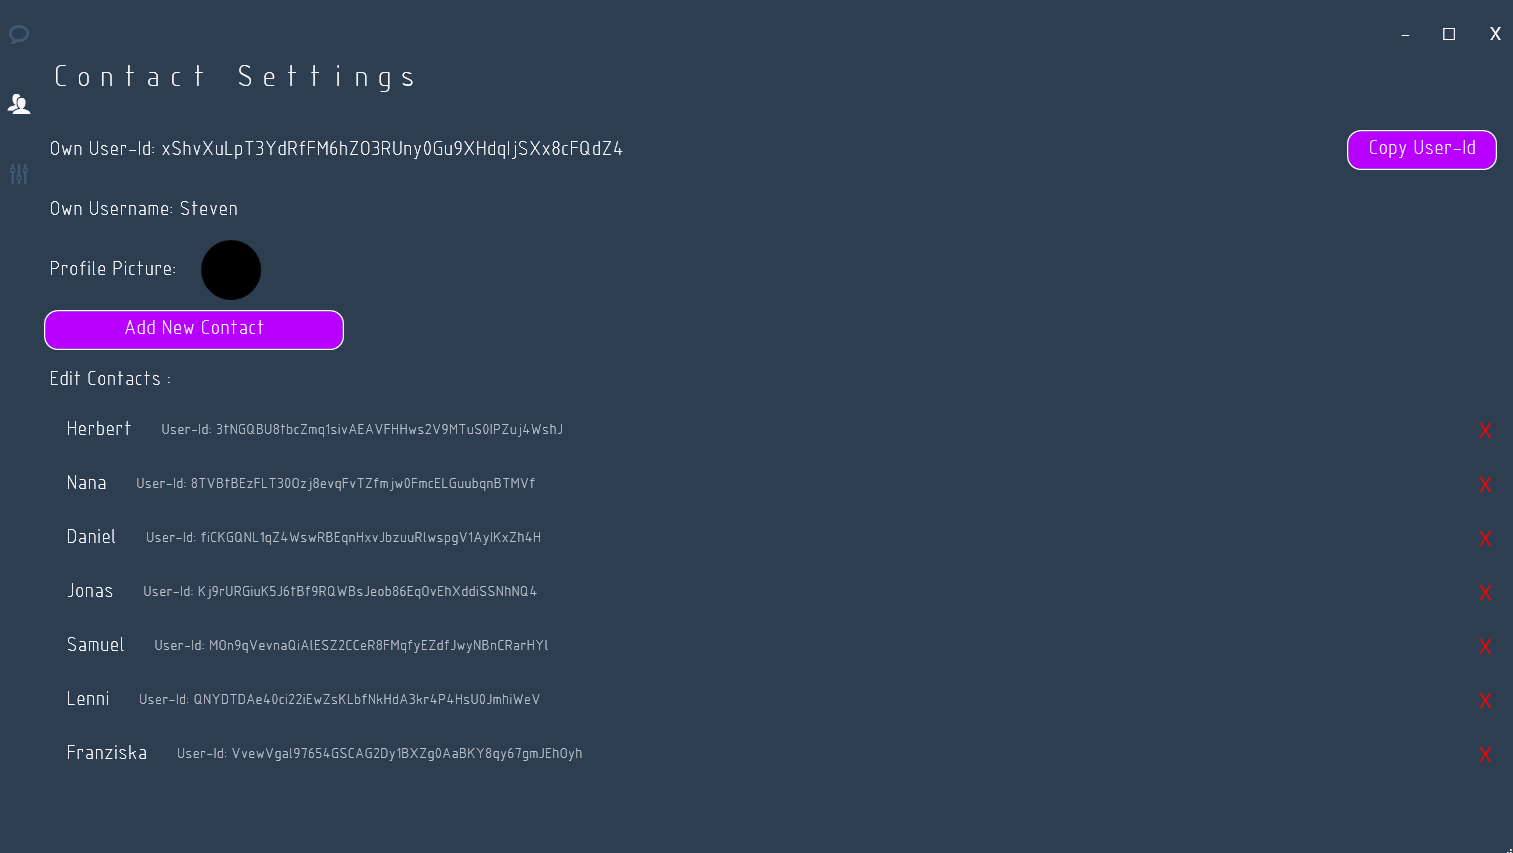 – □ X
Contact Settings
Own User-Id: xShvXuLpT3YdRfFM6hZO3RUny0Gu9XHdqljSXx8cFQdZ4
Copy User-Id
Own Username: Steven
Profile Picture:
Add New Contact
Edit Contacts :
Herbert User-Id: 3tNGQBU8tbcZmq1sivAEAVFHHws2V9MTuS0IPZuj4WshJ X
Nana User-Id: 8TVBtBEzFLT30Ozj8evqFvTZfmjw0FmcELGuubqnBTMVf X
Daniel User-Id: fiCKGQNL1qZ4WswRBEqnHxvJbzuuRlwspgV1AyIKxZh4H X
Jonas User-Id: Kj9rURGiuK5J6tBf9RQWBsJeob86EqOvEhXddiSSNhNQ4 X
Samuel User-Id: MOn9qVevnaQiAlESZ2CCeR8FMqfyEZdfJwyNBnCRarHYl X
Lenni User-Id: QNYDTDAe40ci22iEwZsKLbfNkHdA3kr4P4HsU0JmhiWeV X
Franziska User-Id: VvewVgal97654GSCAG2Dy1BXZg0AaBKY8qy67gmJEhOyh X